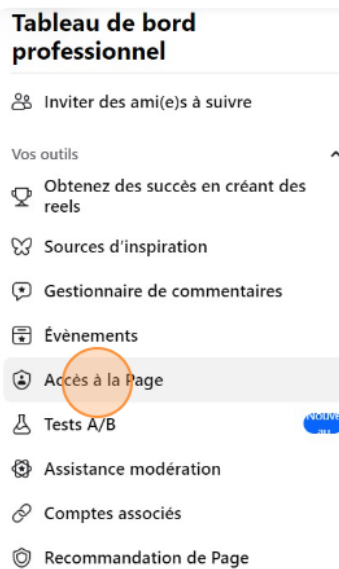 Tableau de bord
professionnel
Inviter des ami(e)s à suivre
Vos outils
Obtenez des succès en créant des
reels
Sources d'inspiration
Gestionnaire de commentaires
Évènements
Accès à la Page
Tests A/B
Assistance modération
Comptes associés
Recommandation de Page